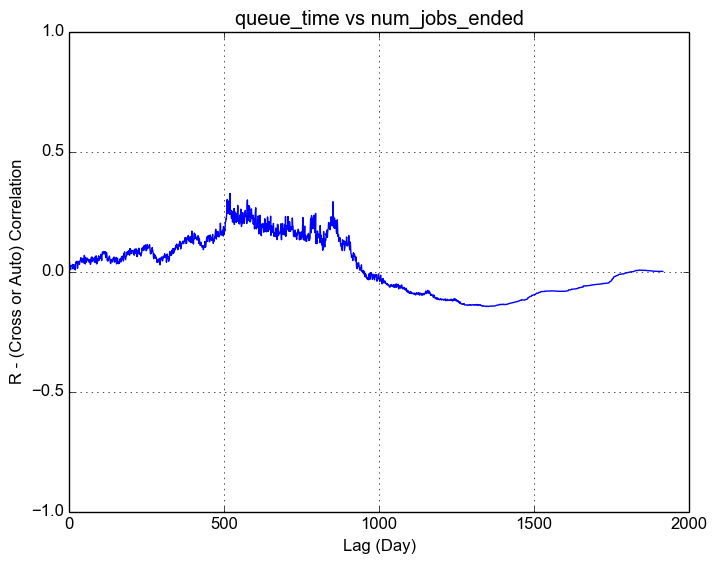 queue_time vs num_jobs_ended
1.0
0.5
0.0
−0.5
−1.0
R - (Cross or Auto) Correlation
0 500 1000 1500 2000
Lag (Day)